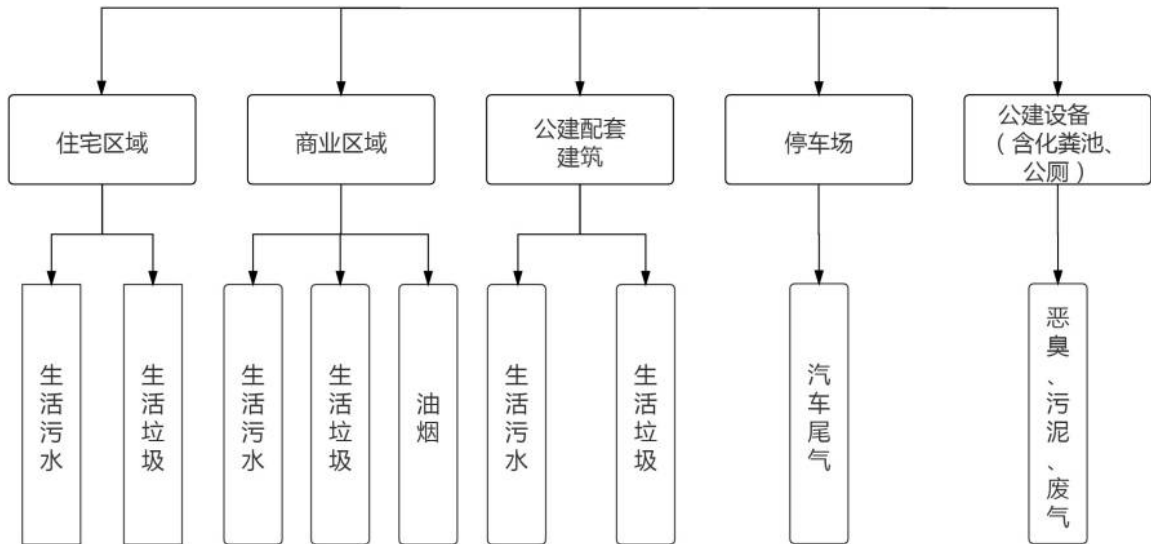 住宅区域
商业区域
公建配套
建筑
停车场
公建设备
（含化粪池、
公厕）
生活污水
生活垃圾
生活污水
生活垃圾
油烟
生活污水
生活垃圾
汽车尾气
恶臭、污泥、废气